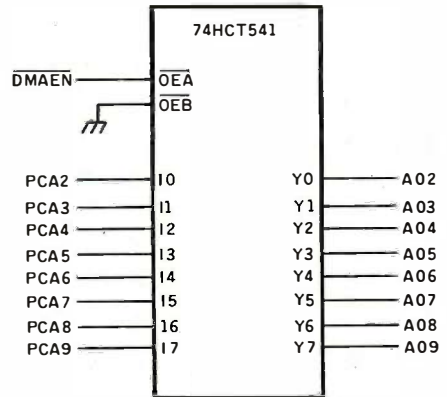 74HCT541
DMAEN OEA
OEB
PCA2 I0 Y0 A02
PCA3 I1 Y1 A03
PCA4 I2 Y2 A04
PCA5 I3 Y3 A05
PCA6 I4 Y4 A06
PCA7 I5 Y5 A07
PCA8 I6 Y6 A08
PCA9 I7 Y7 A09